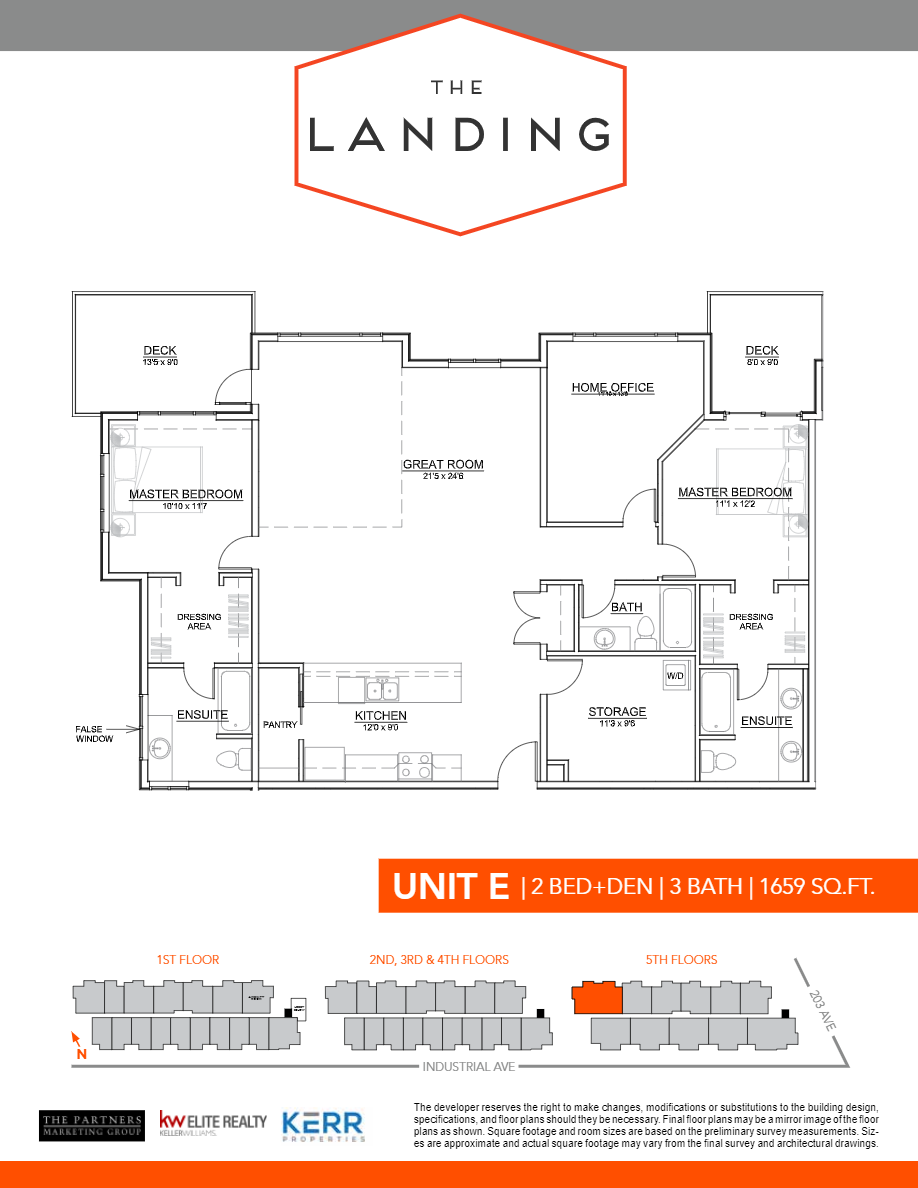 THE
LANDING
DECK
13'5 x 9'0
DECK
8'0 x 9'0
HOME OFFICE
GREAT ROOM
21'5 x 24'6
MASTER BEDROOM
10'10 x 11'7
MASTER BEDROOM
11'1 x 12'2
DRESSING
AREA
BATH
DRESSING
AREA
W/D
ENSUITE
PANTRY
KITCHEN
12'0 x 9'0
STORAGE
11'3 x 9'6
ENSUITE
FALSE
WINDOW
UNIT E | 2 BED+DEN | 3 BATH | 1659 SQ.FT.
1ST FLOOR
2ND, 3RD & 4TH FLOORS
5TH FLOORS
203 AVE
N
INDUSTRIAL AVE
THE PARTNERS
MARKETING GROUP
kw ELITE REALTY
KELLERWILLIAMS.
KERR
PROPERTIES
The developer reserves the right to make changes, modifications or substitutions to the building design,
specifications, and floor plans should they be necessary. Final floor plans may be a mirror image of the floor
plans as shown. Square footage and room sizes are based on the preliminary survey measurements. Siz-
es are approximate and actual square footage may vary from the final survey and architectural drawings.